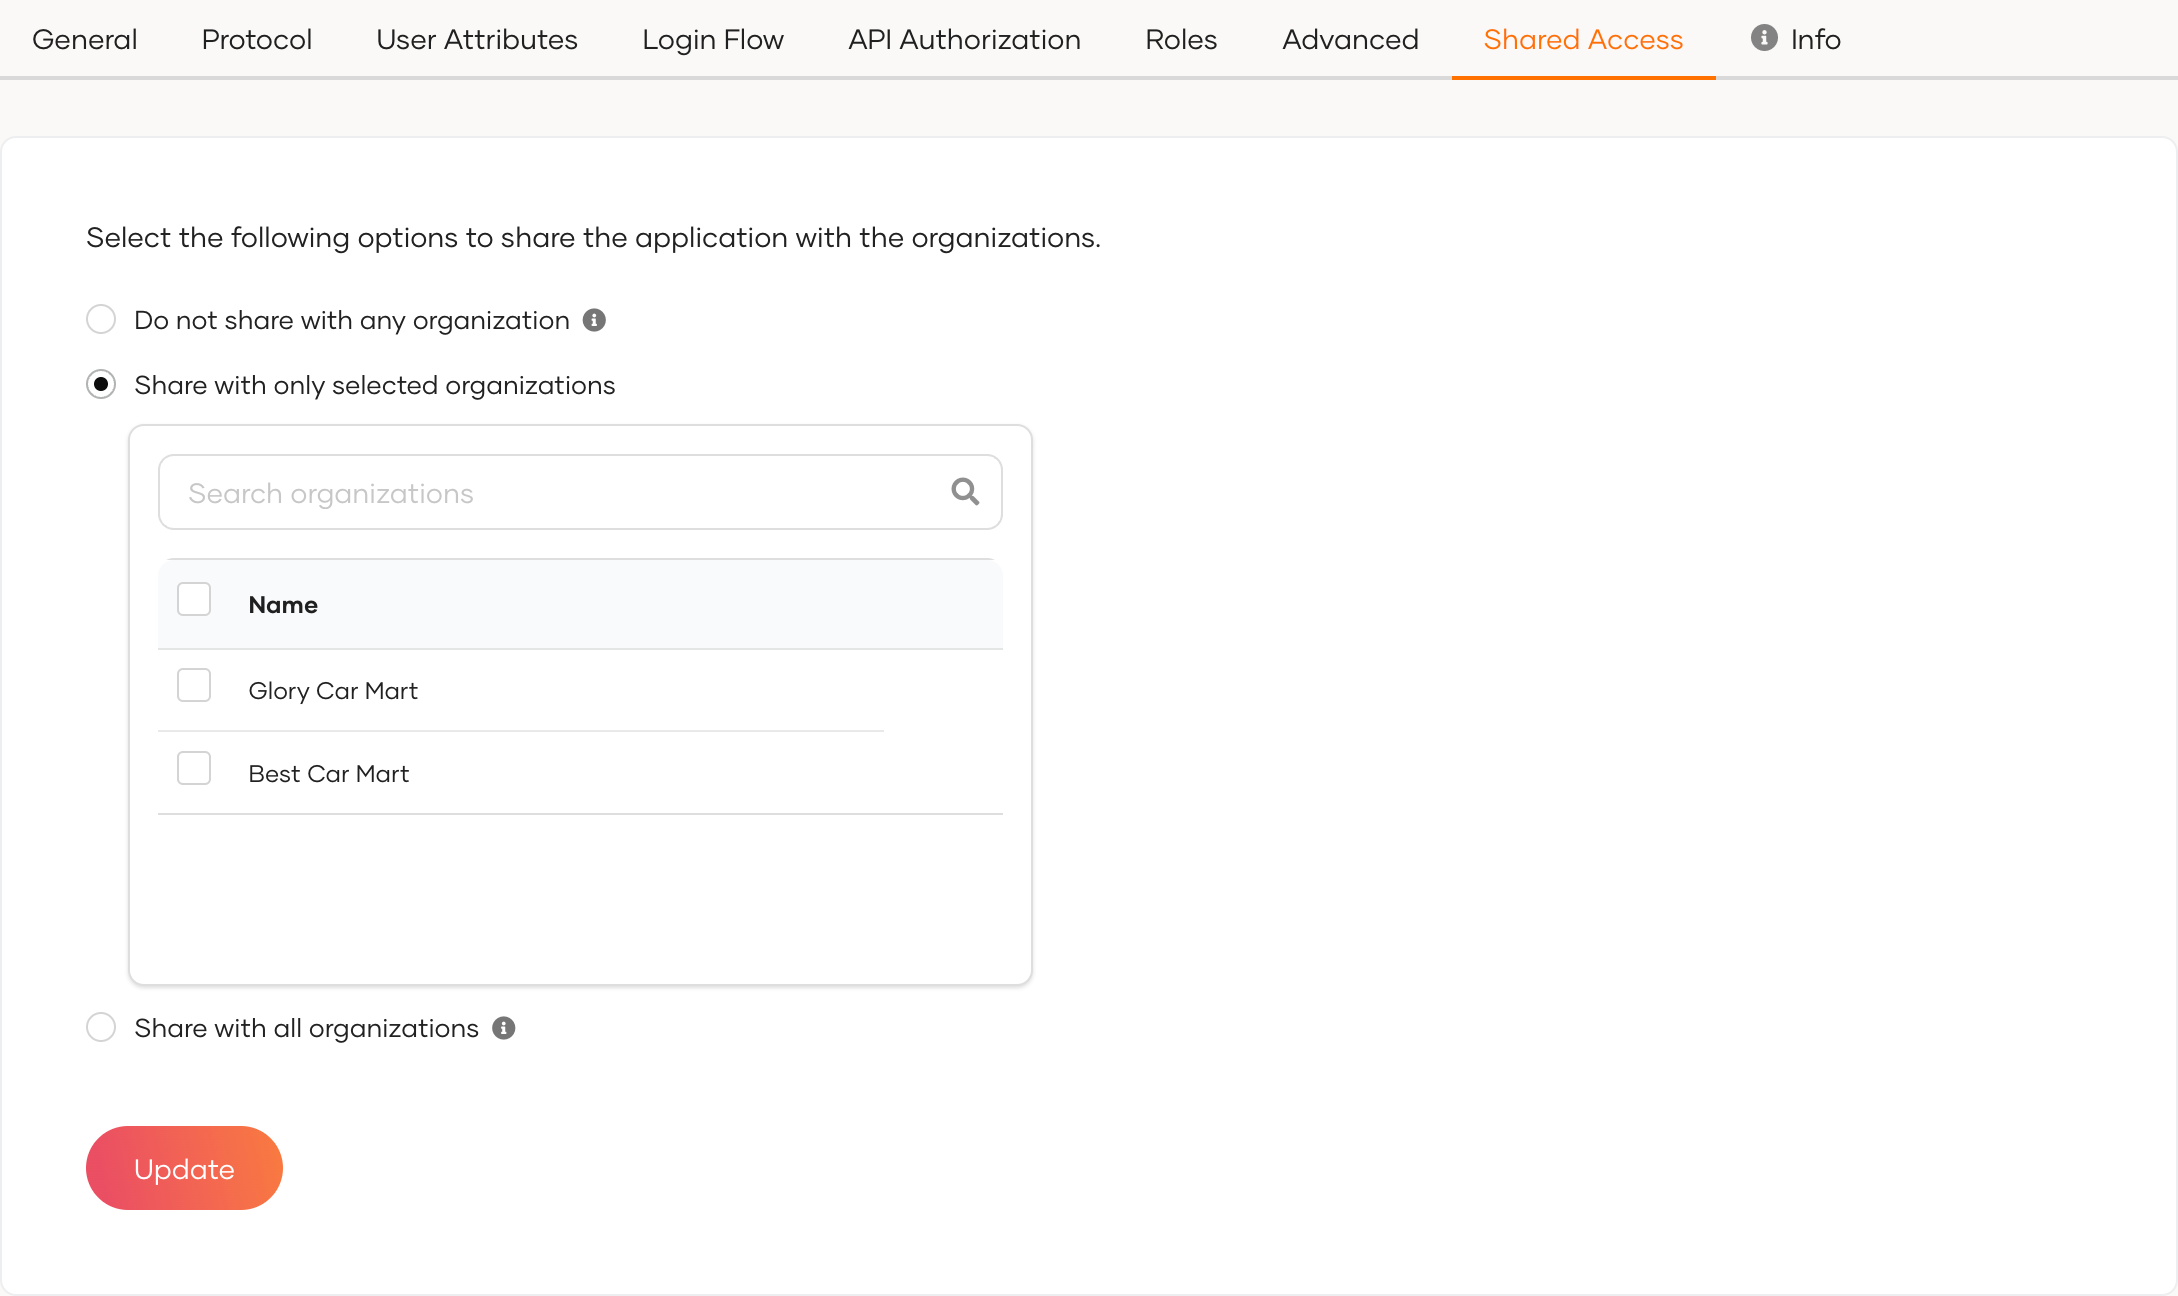 General Protocol User Attributes Login Flow API Authorization Roles Advanced Shared Access Info
Select the following options to share the application with the organizations.
Do not share with any organization
Share with only selected organizations
Search organizations
Name
Glory Car Mart
Best Car Mart
Share with all organizations
Update